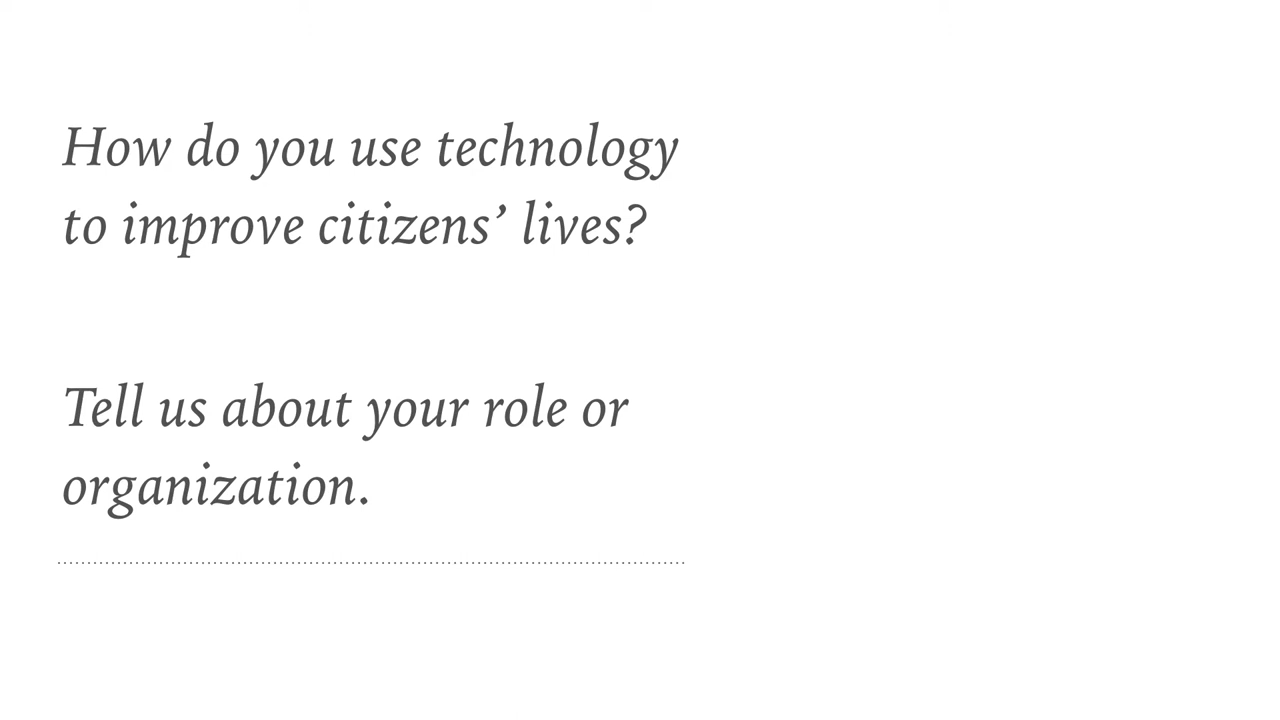 How do you use technology
to improve citizens’ lives?
Tell us about your role or
organization.